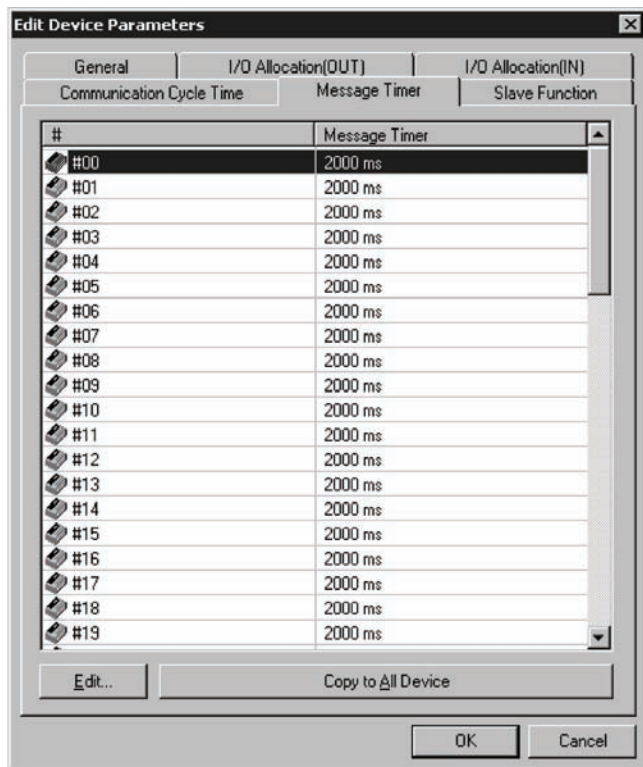 Edit Device Parameters
General I/O Allocation(OUT) I/O Allocation(IN)
Communication Cycle Time Message Timer Slave Function
# Message Timer
#00 2000 ms
#01 2000 ms
#02 2000 ms
#03 2000 ms
#04 2000 ms
#05 2000 ms
#06 2000 ms
#07 2000 ms
#08 2000 ms
#09 2000 ms
#10 2000 ms
#11 2000 ms
#12 2000 ms
#13 2000 ms
#14 2000 ms
#15 2000 ms
#16 2000 ms
#17 2000 ms
#18 2000 ms
#19 2000 ms
Edit... Copy to All Device
OK Cancel